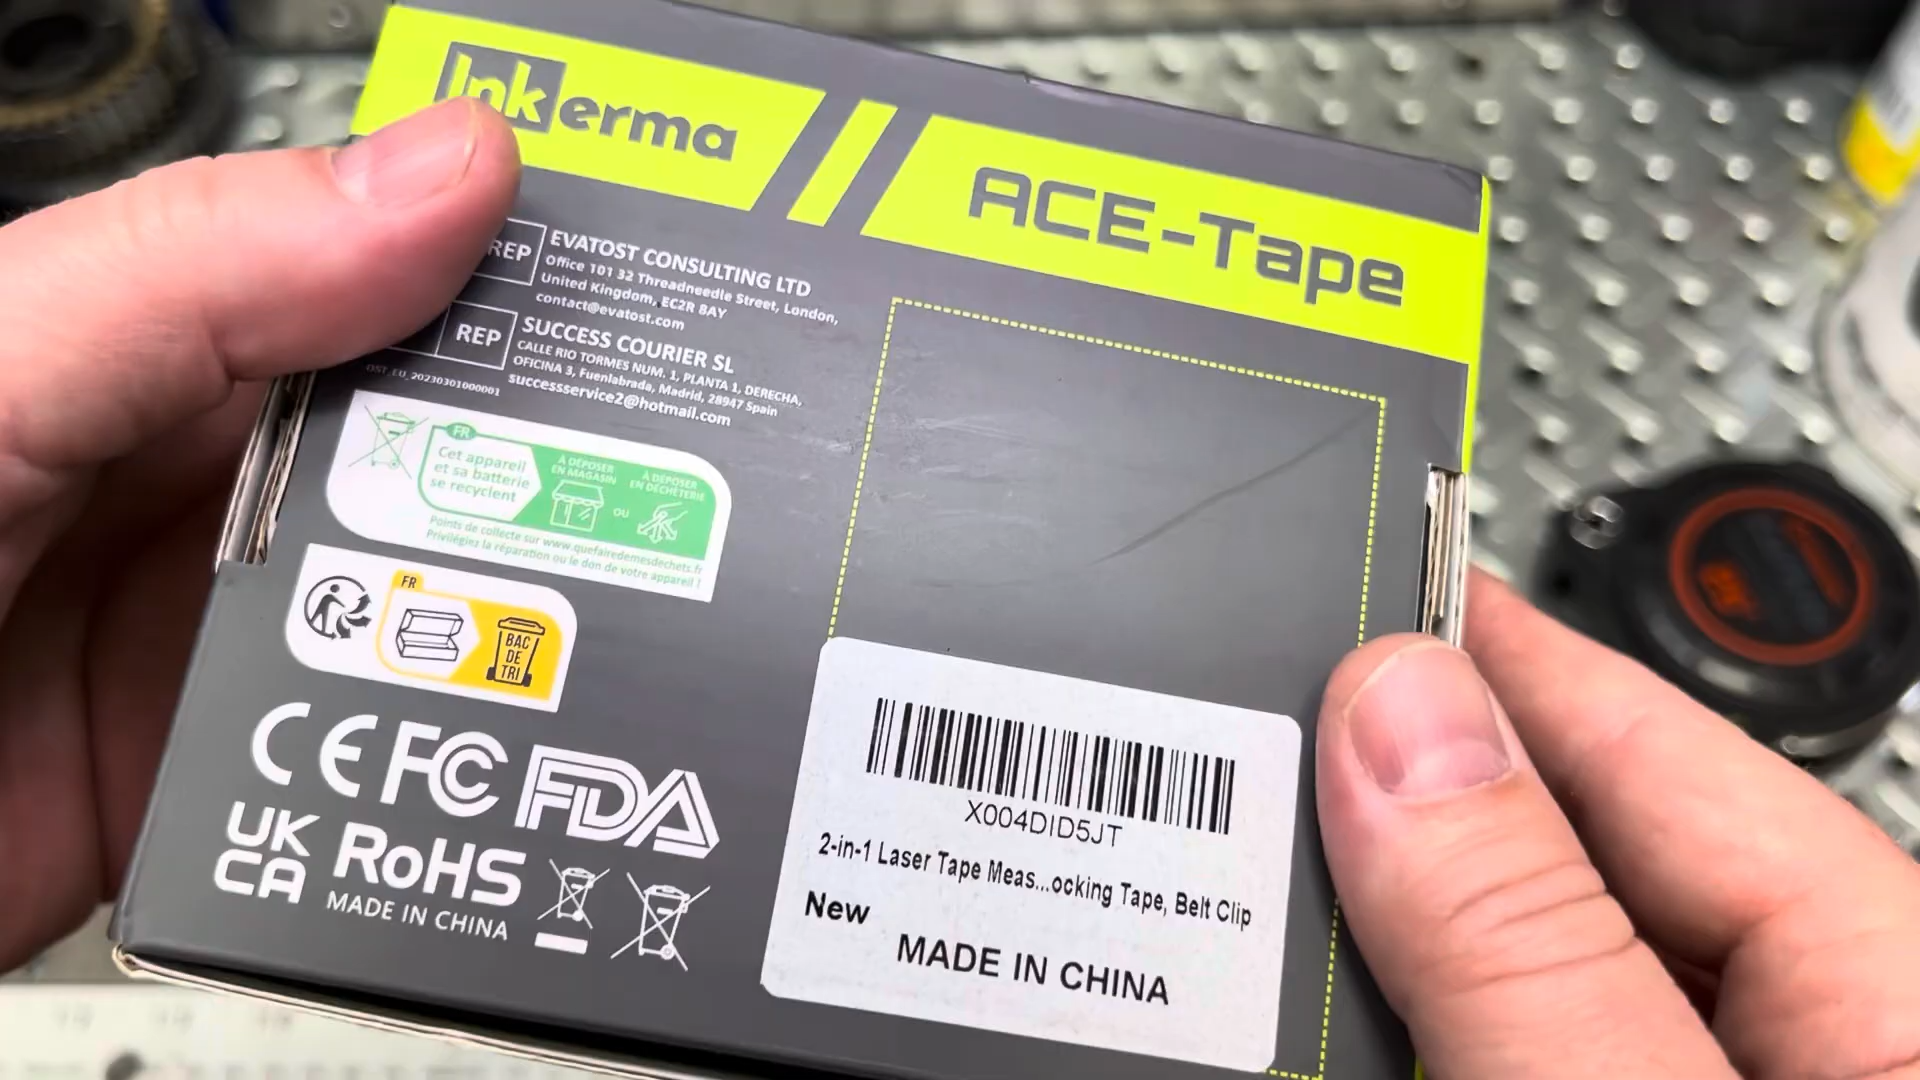 Inkerma
ACE-Tape
REP
EVATOST CONSULTING LTD
Office 101 32 Threadneedle Street, London,
United Kingdom, EC2R 8AY
contact@evatost.com
REP
SUCCESS COURIER SL
CALLE RIO TORMES NUM. 1, PLANTA 1, DERECHA,
OFICINA 3, Fuenlabrada, Madrid, 28947 Spain
successservice2@hotmail.com
OST_EU_20230301000001
FR
Cet appareil
et sa batterie
se recyclent
À DÉPOSER
EN MAGASIN
OU
À DÉPOSER
EN DÉCHÈTERIE
Points de collecte sur www.quefairedemesdechets.fr
Privilégiez la réparation ou le don de votre appareil !
FR
BAC
DE
TRI
CE FC FDA
UK
CA
RoHS
MADE IN CHINA
X004DID5JT
2-in-1 Laser Tape Meas...ocking Tape, Belt Clip
New
MADE IN CHINA